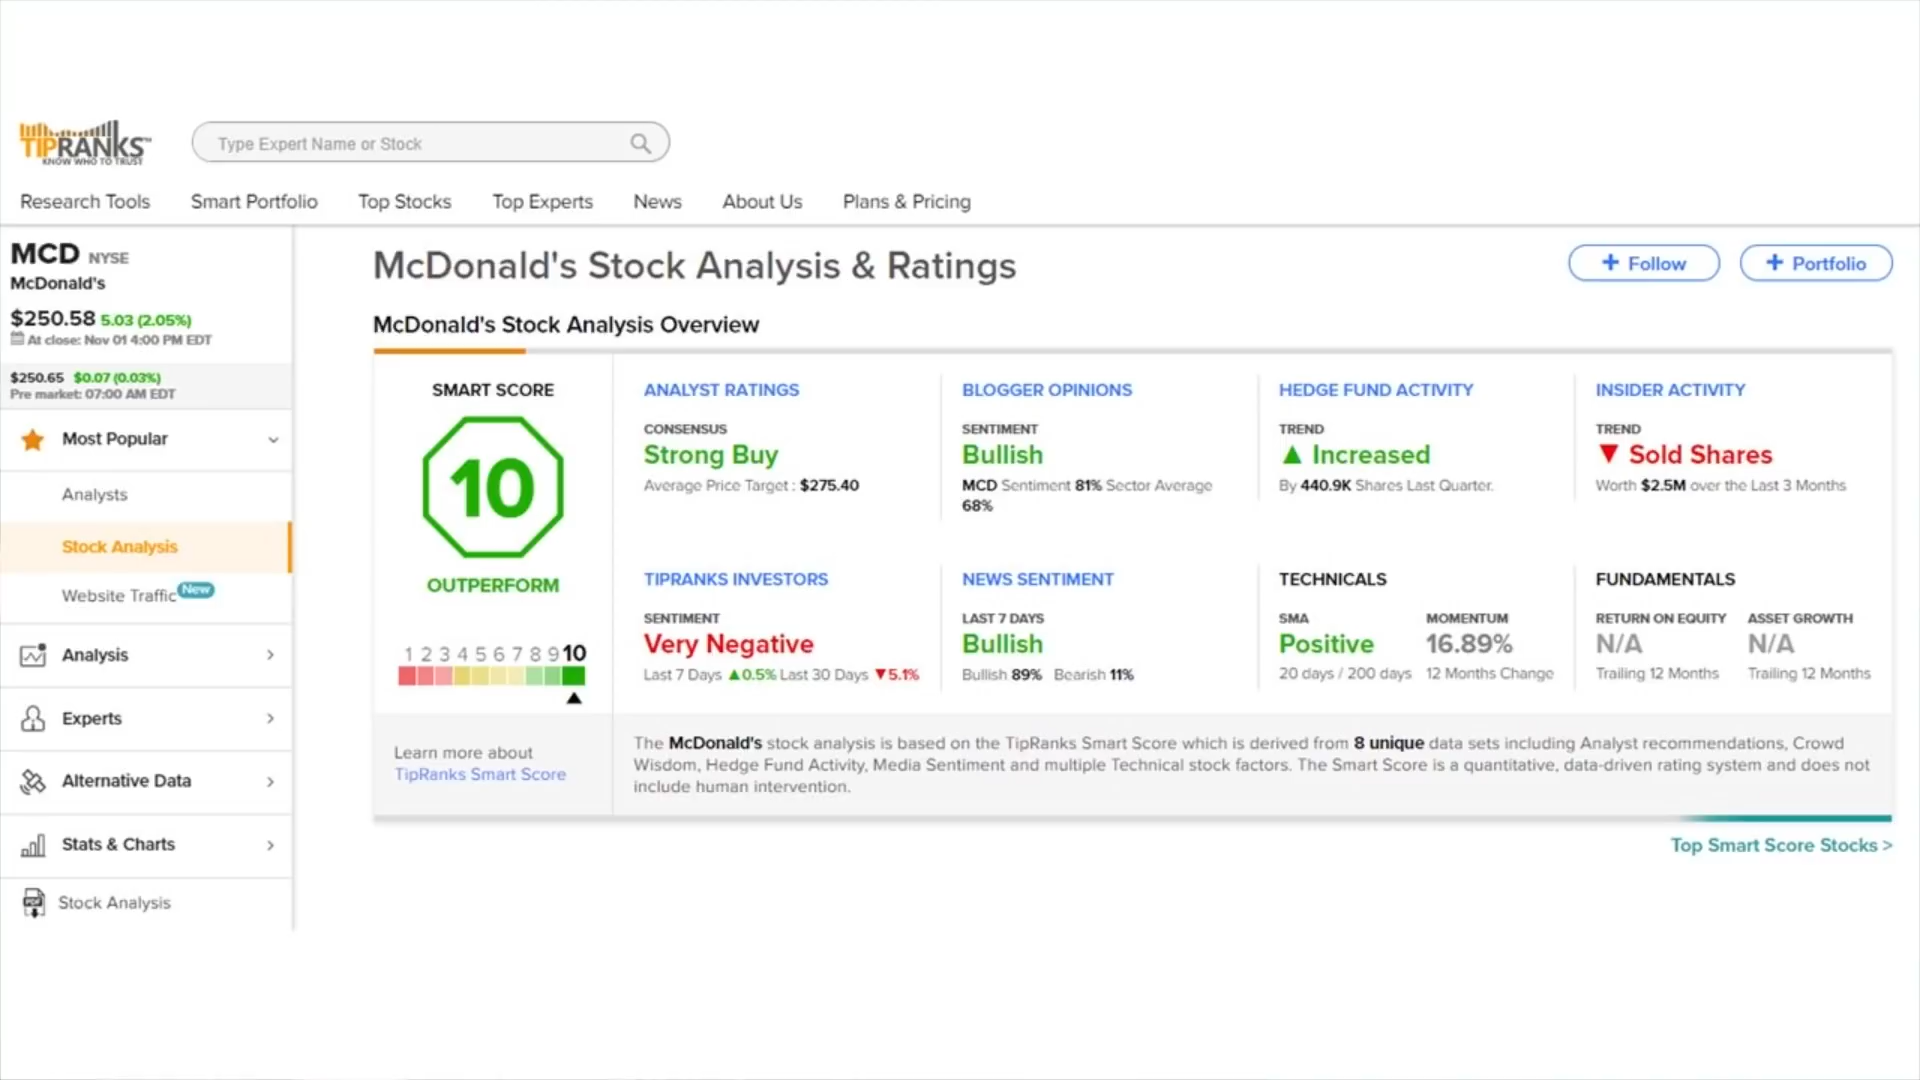 TIPRANKS™
KNOW WHO TO TRUST
Type Expert Name or Stock
Research Tools Smart Portfolio Top Stocks Top Experts News About Us Plans & Pricing
MCD NYSE
McDonald's
$250.58 5.03 (2.05%)
At close: Nov 01 4:00 PM EDT
$250.65 $0.07 (0.03%)
Pre market: 07:00 AM EDT
Most Popular
Analysts
Stock Analysis
Website Traffic New
Analysis
Experts
Alternative Data
Stats & Charts
PDF Stock Analysis
McDonald's Stock Analysis & Ratings
+ Follow + Portfolio
McDonald's Stock Analysis Overview
SMART SCORE
10
OUTPERFORM
1 2 3 4 5 6 7 8 9 10
Learn more about
TipRanks Smart Score
ANALYST RATINGS
CONSENSUS
Strong Buy
Average Price Target : $275.40
BLOGGER OPINIONS
SENTIMENT
Bullish
MCD Sentiment 81% Sector Average
68%
HEDGE FUND ACTIVITY
TREND
▲ Increased
By 440.9K Shares Last Quarter.
INSIDER ACTIVITY
TREND
▼ Sold Shares
Worth $2.5M over the Last 3 Months
TIPRANKS INVESTORS
SENTIMENT
Very Negative
Last 7 Days ▲0.5% Last 30 Days ▼5.1%
NEWS SENTIMENT
LAST 7 DAYS
Bullish
Bullish 89% Bearish 11%
TECHNICALS
SMA MOMENTUM
Positive 16.89%
20 days / 200 days 12 Months Change
FUNDAMENTALS
RETURN ON EQUITY ASSET GROWTH
N/A N/A
Trailing 12 Months Trailing 12 Months
The McDonald's stock analysis is based on the TipRanks Smart Score which is derived from 8 unique data sets including Analyst recommendations, Crowd
Wisdom, Hedge Fund Activity, Media Sentiment and multiple Technical stock factors. The Smart Score is a quantitative, data-driven rating system and does not
include human intervention.
Top Smart Score Stocks >